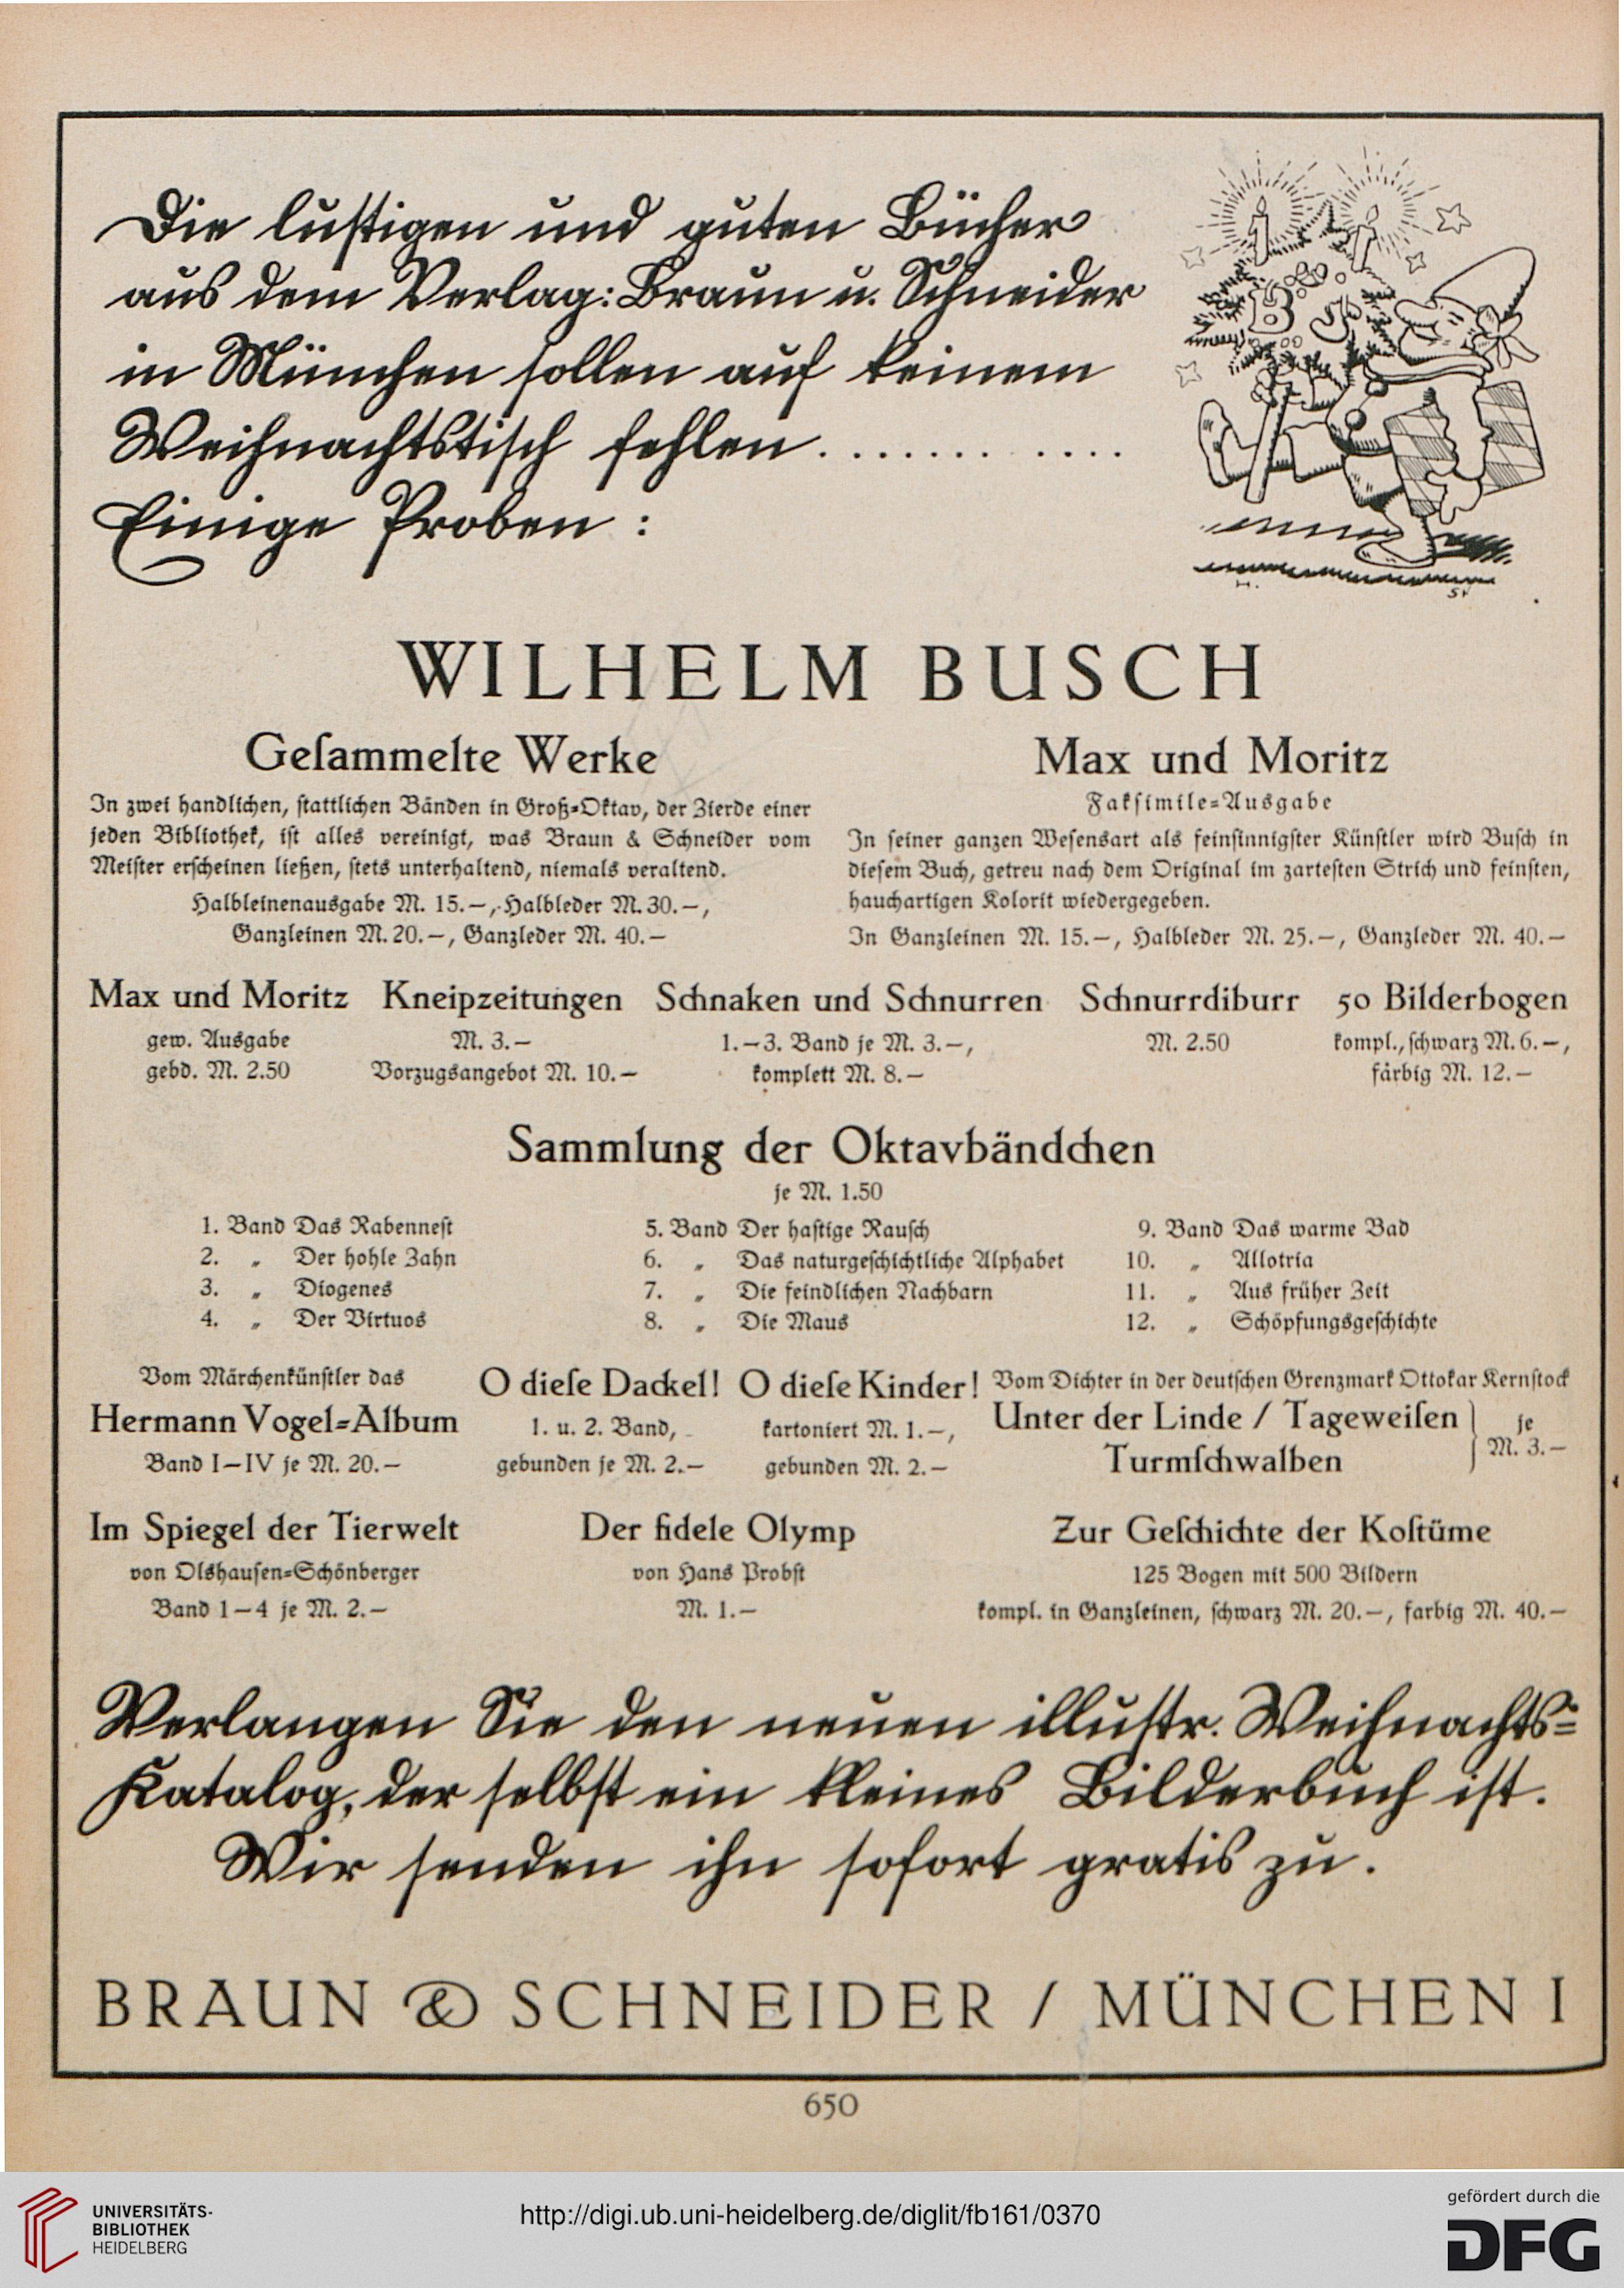 Die lustigen und guten Bücher
aus dem Verlag: Braun u. Schneider
in München sollen auf keinem
Weihnachtstisch fehlen. . . . . . . . . . . .
Einige Proben :
B S
WILHELM BUSCH
Geſammelte Werke
In zwei handlichen, ſtattlichen Bänden in Groß=Oktav, der Zierde einer
jeden Bibliothek, iſt alles vereinigt, was Braun & Schneider vom
Meiſter erſcheinen ließen, ſtets unterhaltend, niemals veraltend.
Halbleinenausgabe M. 15.—, Halbleder M. 30.—,
Ganzleinen M. 20.—, Ganzleder M. 40.—
Max und Moritz
Fakſimile=Ausgabe
In ſeiner ganzen Weſensart als feinſinnigſter Künſtler wird Buſch in
dieſem Buch, getreu nach dem Original im zarteſten Strich und feinſten,
hauchartigen Kolorit wiedergegeben.
In Ganzleinen M. 15.—, Halbleder M. 25.—, Ganzleder M. 40.—
Max und Moritz
gew. Ausgabe
gebd. M. 2.50
Kneipzeitungen
M. 3.—
Vorzugsangebot M. 10.—
Schnaken und Schnurren
1.—3. Band je M. 3.—,
komplett M. 8.—
Schnurrdiburr
M. 2.50
50 Bilderbogen
kompl., ſchwarz M. 6.—,
färbig M. 12.—
Sammlung der Oktavbändchen
je M. 1.50
1. Band Das Rabenneſt
2. „ Der hohle Zahn
3. „ Diogenes
4. „ Der Virtuos
5. Band Der haſtige Rauſch
6. „ Das naturgeſchichtliche Alphabet
7. „ Die feindlichen Nachbarn
8. „ Die Maus
9. Band Das warme Bad
10. „ Allotria
11. „ Aus früher Zeit
12. „ Schöpfungsgeſchichte
Vom Märchenkünſtler das
Hermann Vogel=Album
Band I—IV je M. 20.—
O dieſe Dackel!
1. u. 2. Band,
gebunden je M. 2.—
O dieſe Kinder!
kartoniert M. 1.—,
gebunden M. 2.—
Vom Dichter in der deutſchen Grenzmark Ottokar Kernſtock
Unter der Linde / Tageweiſen
Turmſchwalben
je
M. 3.—
Im Spiegel der Tierwelt
von Olshauſen=Schönberger
Band 1—4 je M. 2.—
Der fidele Olymp
von Hans Probſt
M. 1.—
Zur Geſchichte der Koſtüme
125 Bogen mit 500 Bildern
kompl. in Ganzleinen, ſchwarz M. 20.—, farbig M. 40.—
Verlangen Sie den neuen illustr. Weihnachts=
Katalog, der selbst ein kleines Bilderbuch ist.
Wir senden ihn sofort gratis zu.
BRAUN & SCHNEIDER / MÜNCHEN I
650
UNIVERSITÄTS-
BIBLIOTHEK
HEIDELBERG
http://digi.ub.uni-heidelberg.de/diglit/fb161/0370
gefördert durch die
DFG